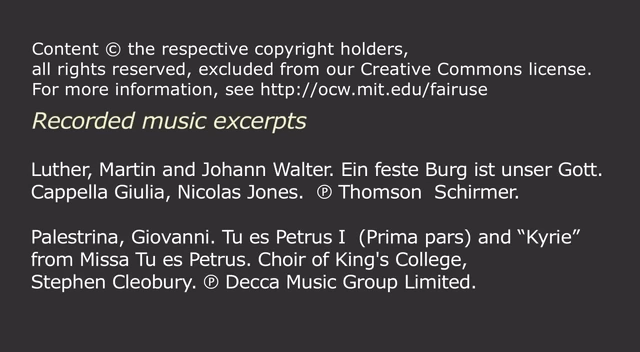 Content © the respective copyright holders,
all rights reserved, excluded from our Creative Commons license.
For more information, see http://ocw.mit.edu/fairuse
Recorded music excerpts
Luther, Martin and Johann Walter. Ein feste Burg ist unser Gott.
Cappella Giulia, Nicolas Jones.  ℗ Thomson  Schirmer.
Palestrina, Giovanni. Tu es Petrus I  (Prima pars) and “Kyrie”
from Missa Tu es Petrus. Choir of King's College,
Stephen Cleobury. ℗ Decca Music Group Limited.